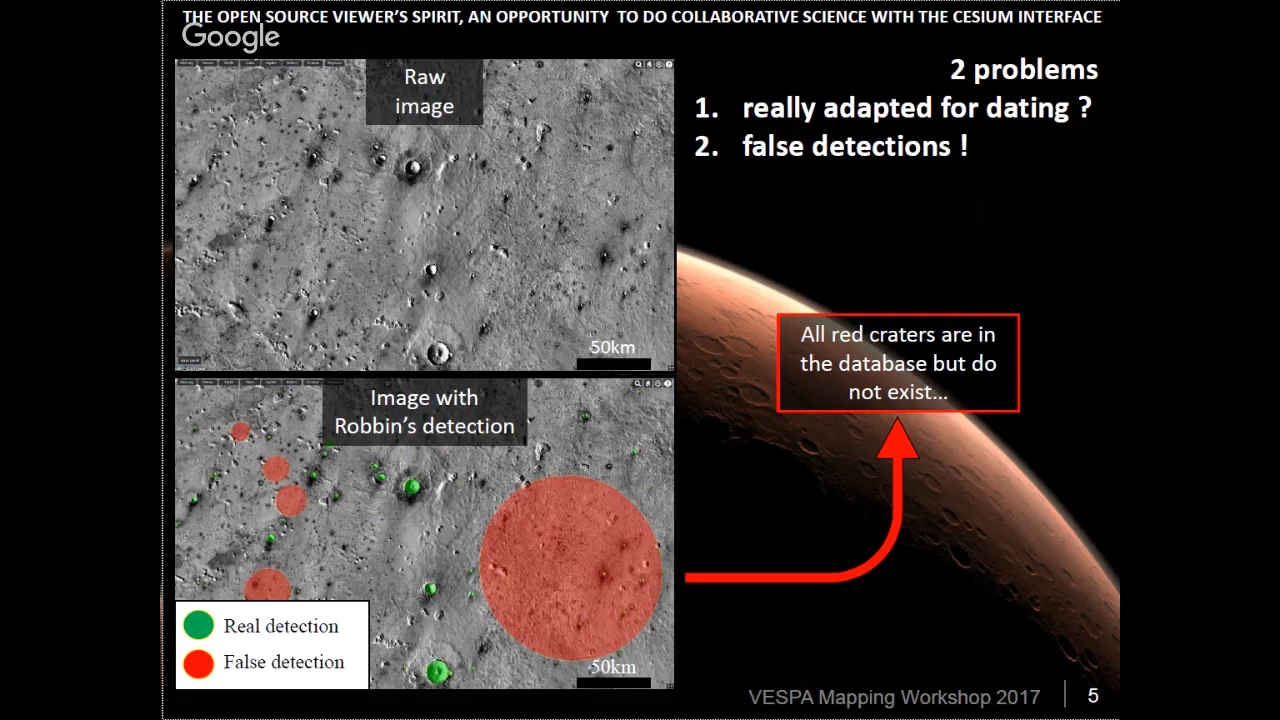 THE OPEN SOURCE VIEWER'S SPIRIT, AN OPPORTUNITY TO DO COLLABORATIVE SCIENCE WITH THE CESIUM INTERFACE
Google
Raw
image
50km
2 problems
1. really adapted for dating ?
2. false detections !
Image with
Robbin's detection
50km
Real detection
False detection
All red craters are in
the database but do
not exist...
VESPA Mapping Workshop 2017
5